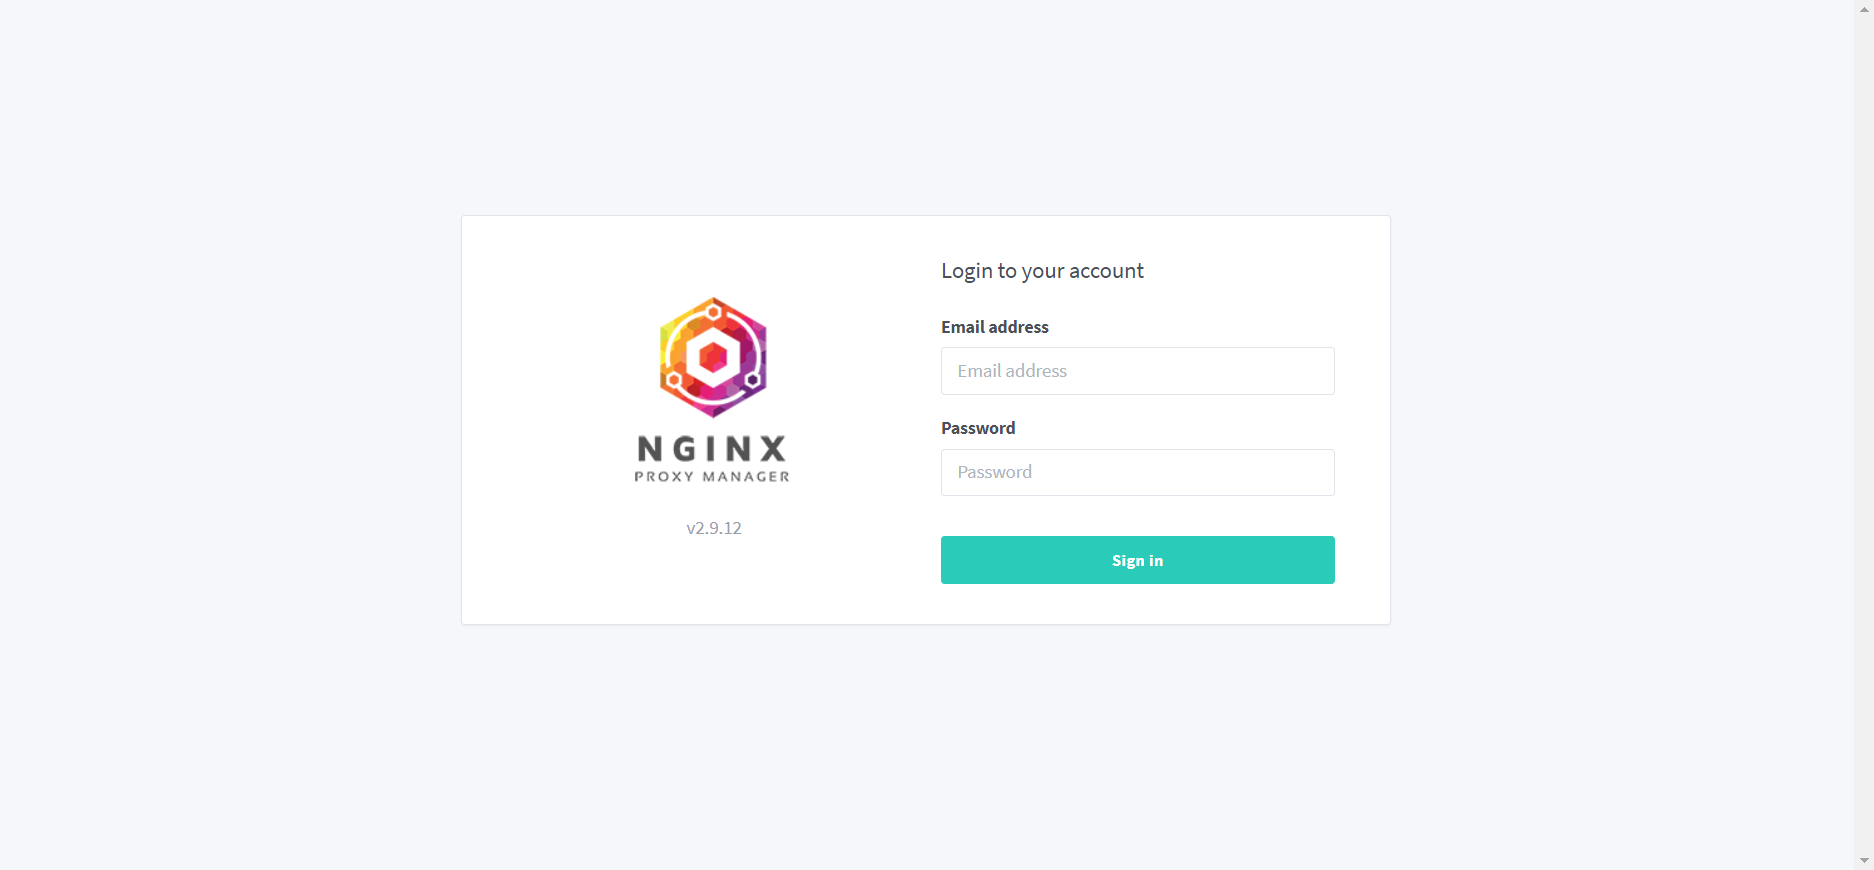 NGINX
PROXY MANAGER
v2.9.12
Login to your account
Email address
Email address
Password
Password
Sign in